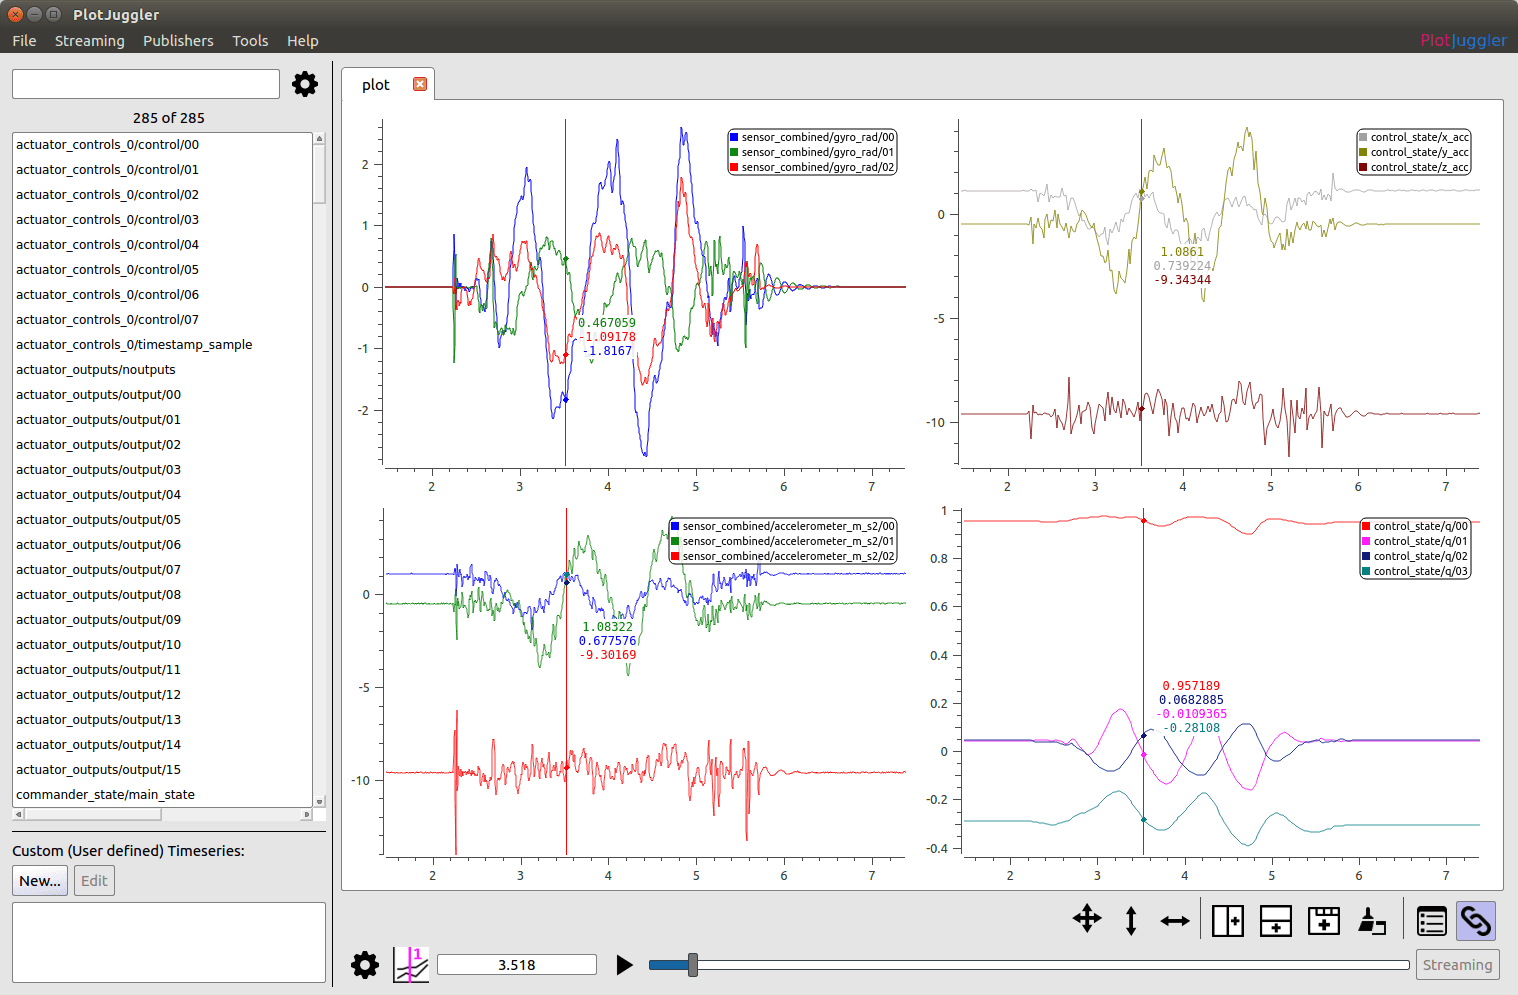 PlotJuggler
File Streaming Publishers Tools Help
PlotJuggler
285 of 285
actuator_controls_0/control/00
actuator_controls_0/control/01
actuator_controls_0/control/02
actuator_controls_0/control/03
actuator_controls_0/control/04
actuator_controls_0/control/05
actuator_controls_0/control/06
actuator_controls_0/control/07
actuator_controls_0/timestamp_sample
actuator_outputs/noutputs
actuator_outputs/output/00
actuator_outputs/output/01
actuator_outputs/output/02
actuator_outputs/output/03
actuator_outputs/output/04
actuator_outputs/output/05
actuator_outputs/output/06
actuator_outputs/output/07
actuator_outputs/output/08
actuator_outputs/output/09
actuator_outputs/output/10
actuator_outputs/output/11
actuator_outputs/output/12
actuator_outputs/output/13
actuator_outputs/output/14
actuator_outputs/output/15
commander_state/main_state
Custom (User defined) Timeseries:
New... Edit
plot
sensor_combined/gyro_rad/00
sensor_combined/gyro_rad/01
sensor_combined/gyro_rad/02
2
1
0
-1
-2
0.467059
-1.09178
-1.8167
2 3 4 5 6 7
control_state/x_acc
control_state/y_acc
control_state/z_acc
0
-5
-10
1.0861
0.739224
-9.34344
2 3 4 5 6 7
sensor_combined/accelerometer_m_s2/00
sensor_combined/accelerometer_m_s2/01
sensor_combined/accelerometer_m_s2/02
0
-5
-10
1.08322
0.677576
-9.30169
2 3 4 5 6 7
control_state/q/00
control_state/q/01
control_state/q/02
control_state/q/03
1
0.8
0.6
0.4
0.2
0
-0.2
-0.4
0.957189
0.0682885
-0.0109365
-0.28108
2 3 4 5 6 7
1
3.518
Streaming